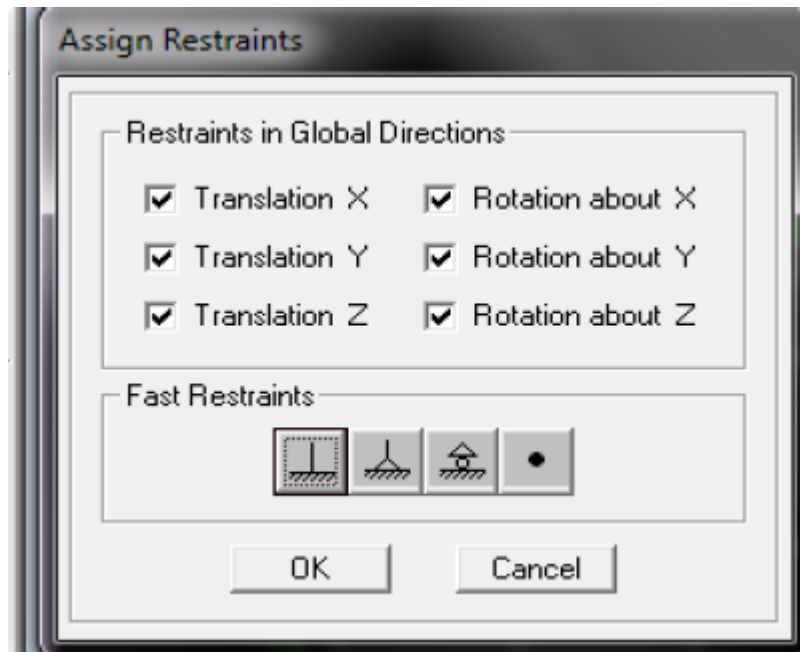 Assign Restraints
Restraints in Global Directions
Translation X
Rotation about X
Translation Y
Rotation about Y
Translation Z
Rotation about Z
Fast Restraints
OK
Cancel